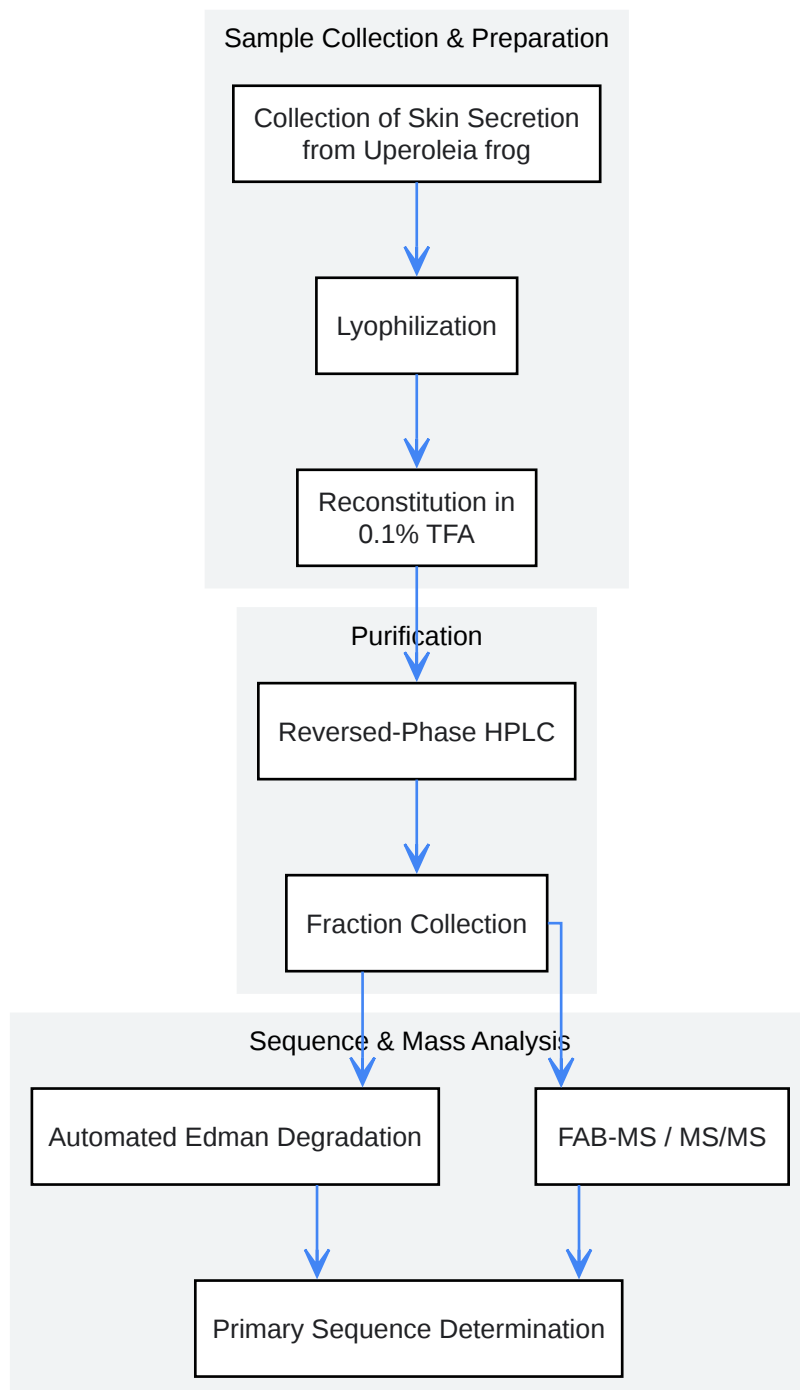 Sample Collection & Preparation
Collection of Skin Secretion
from Uperoleia frog
Lyophilization
Reconstitution in
0.1% TFA
Purification
Reversed-Phase HPLC
Fraction Collection
Sequence & Mass Analysis
Automated Edman Degradation
FAB-MS / MS/MS
Primary Sequence Determination